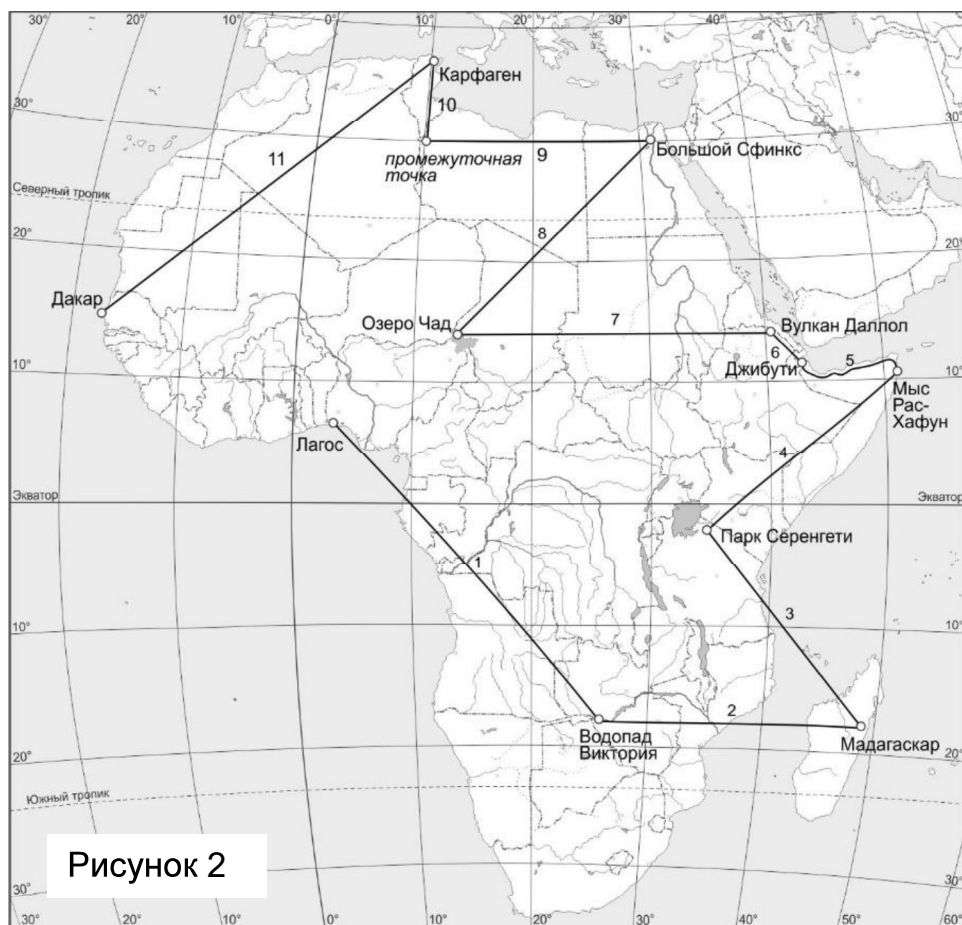 30° 20° 10° 0° 10° 20° 30° 40° 50°
Карфаген
10
30°
30°
промежуточная
точка
9
Большой Сфинкс
11
Северный тропик
8
20°
20°
Дакар
Озеро Чад
7
Вулкан Даллол
6
5
Джибути
10°
10°
Мыс
Рас-
Хафун
Лагос
4
Экватор
Экватор
Парк Серенгети
1
3
10°
10°
2
Водопад
Виктория
Мадагаскар
20°
20°
Южный тропик
Рисунок 2
30°
30°
30° 20° 10° 0° 10° 20° 30° 40° 50° 60°